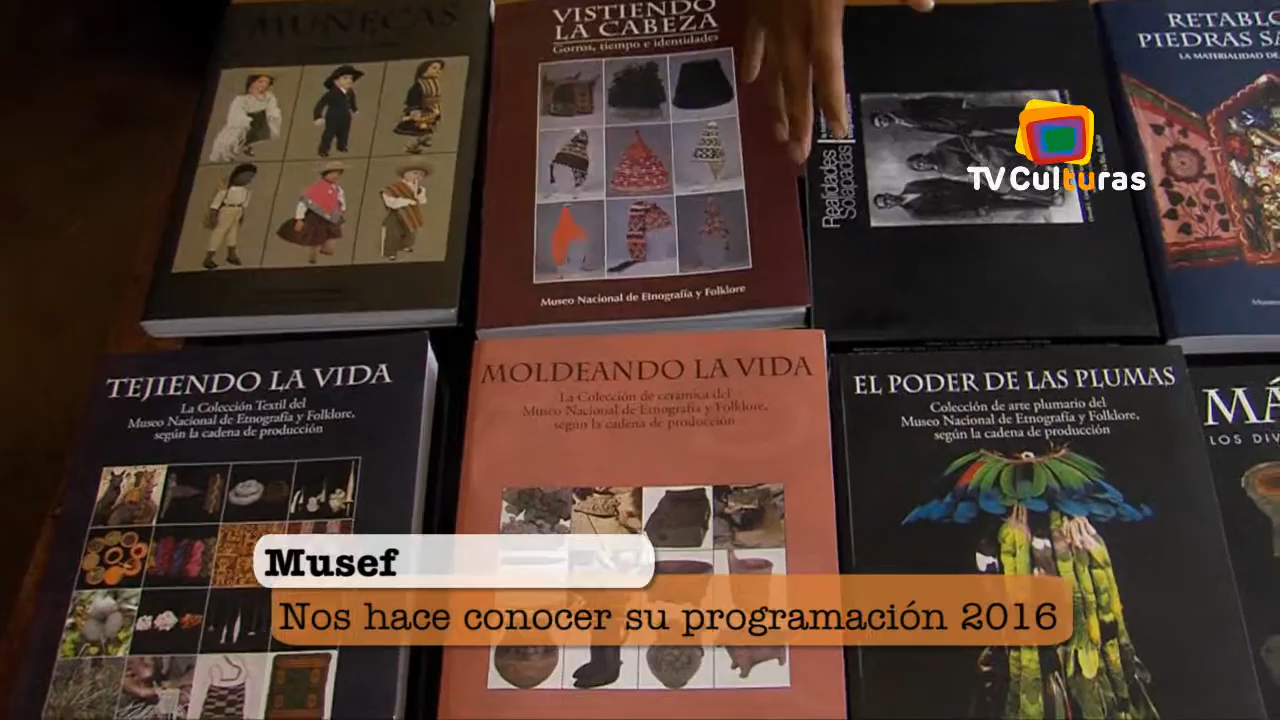 MUÑECAS
VISTIENDO
LA CABEZA
Gorros, tiempo e identidades
Museo Nacional de Etnografía y Folklore
Realidades
Solapadas
RETABLO
PIEDRAS SA
LA MATERIALIDAD DE
TV Culturas
TEJIENDO LA VIDA
La Colección Textil del
Museo Nacional de Etnografía y Folklore,
según la cadena de producción
MOLDEANDO LA VIDA
La Colección de cerámica del
Museo Nacional de Etnografía y Folklore,
según la cadena de producción
EL PODER DE LAS PLUMAS
Colección de arte plumario del
Museo Nacional de Etnografía y Folklore,
según la cadena de producción
MÁ
LOS DIV
Musef
Nos hace conocer su programación 2016